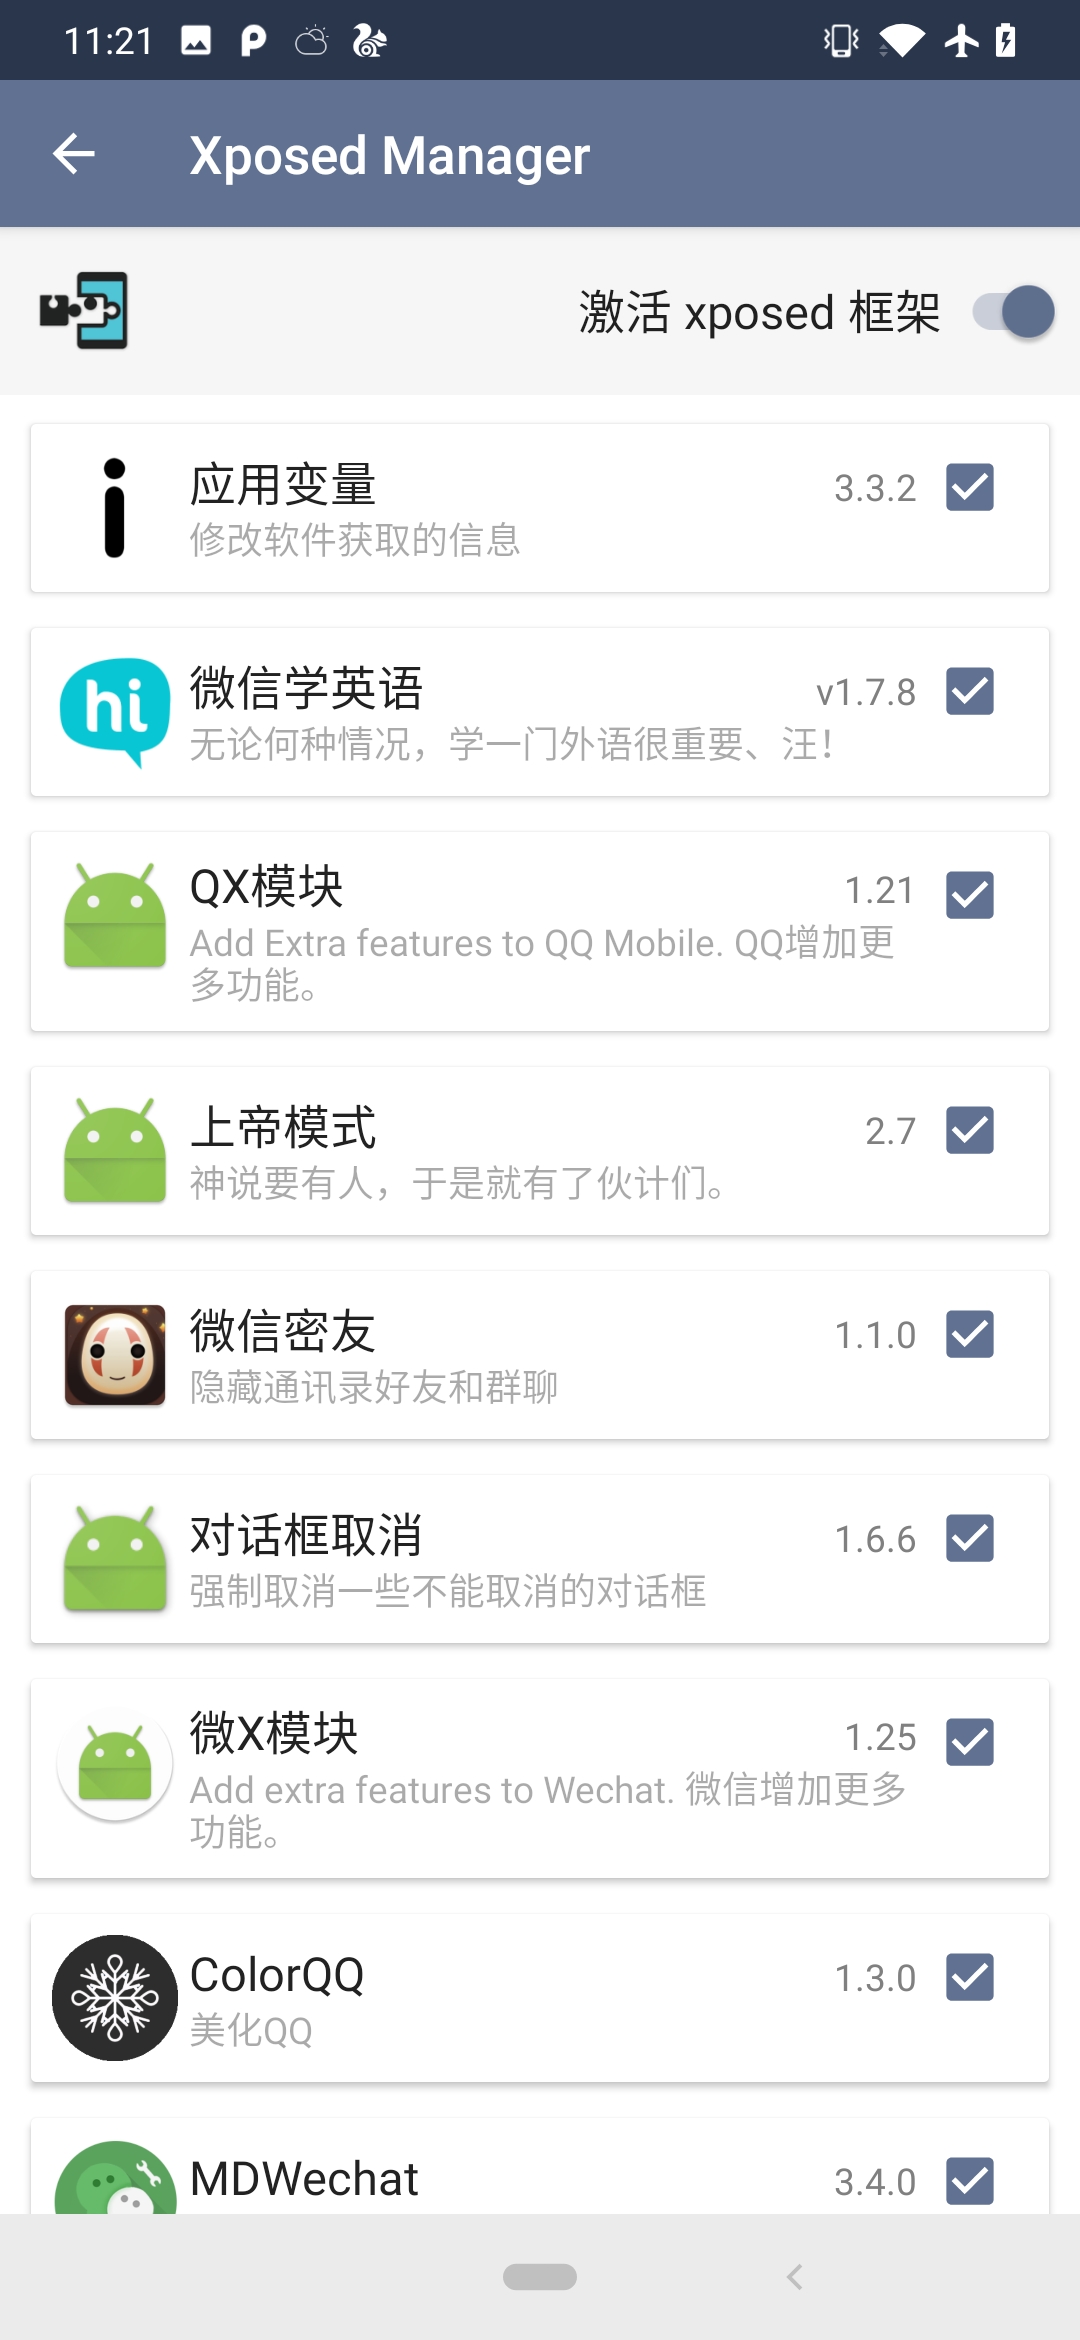 11:21
Xposed Manager
激活 xposed 框架
应用变量
3.3.2
修改软件获取的信息
hi
微信学英语
v1.7.8
无论何种情况，学一门外语很重要、汪！
QX模块
1.21
Add Extra features to QQ Mobile. QQ增加更
多功能。
上帝模式
2.7
神说要有人，于是就有了伙计们。
微信密友
1.1.0
隐藏通讯录好友和群聊
对话框取消
1.6.6
强制取消一些不能取消的对话框
微X模块
1.25
Add extra features to Wechat. 微信增加更多
功能。
ColorQQ
1.3.0
美化QQ
MDWechat
3.4.0